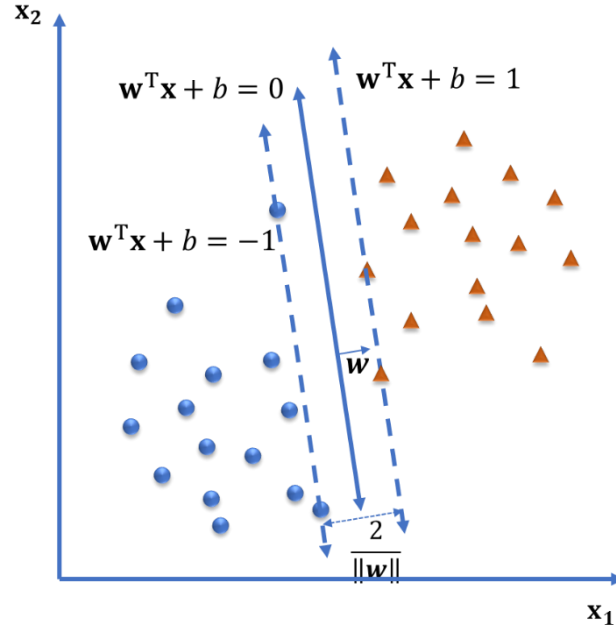 x₂
wᵀx + b = 0
wᵀx + b = 1
wᵀx + b = −1
w
2
||w||
x₁